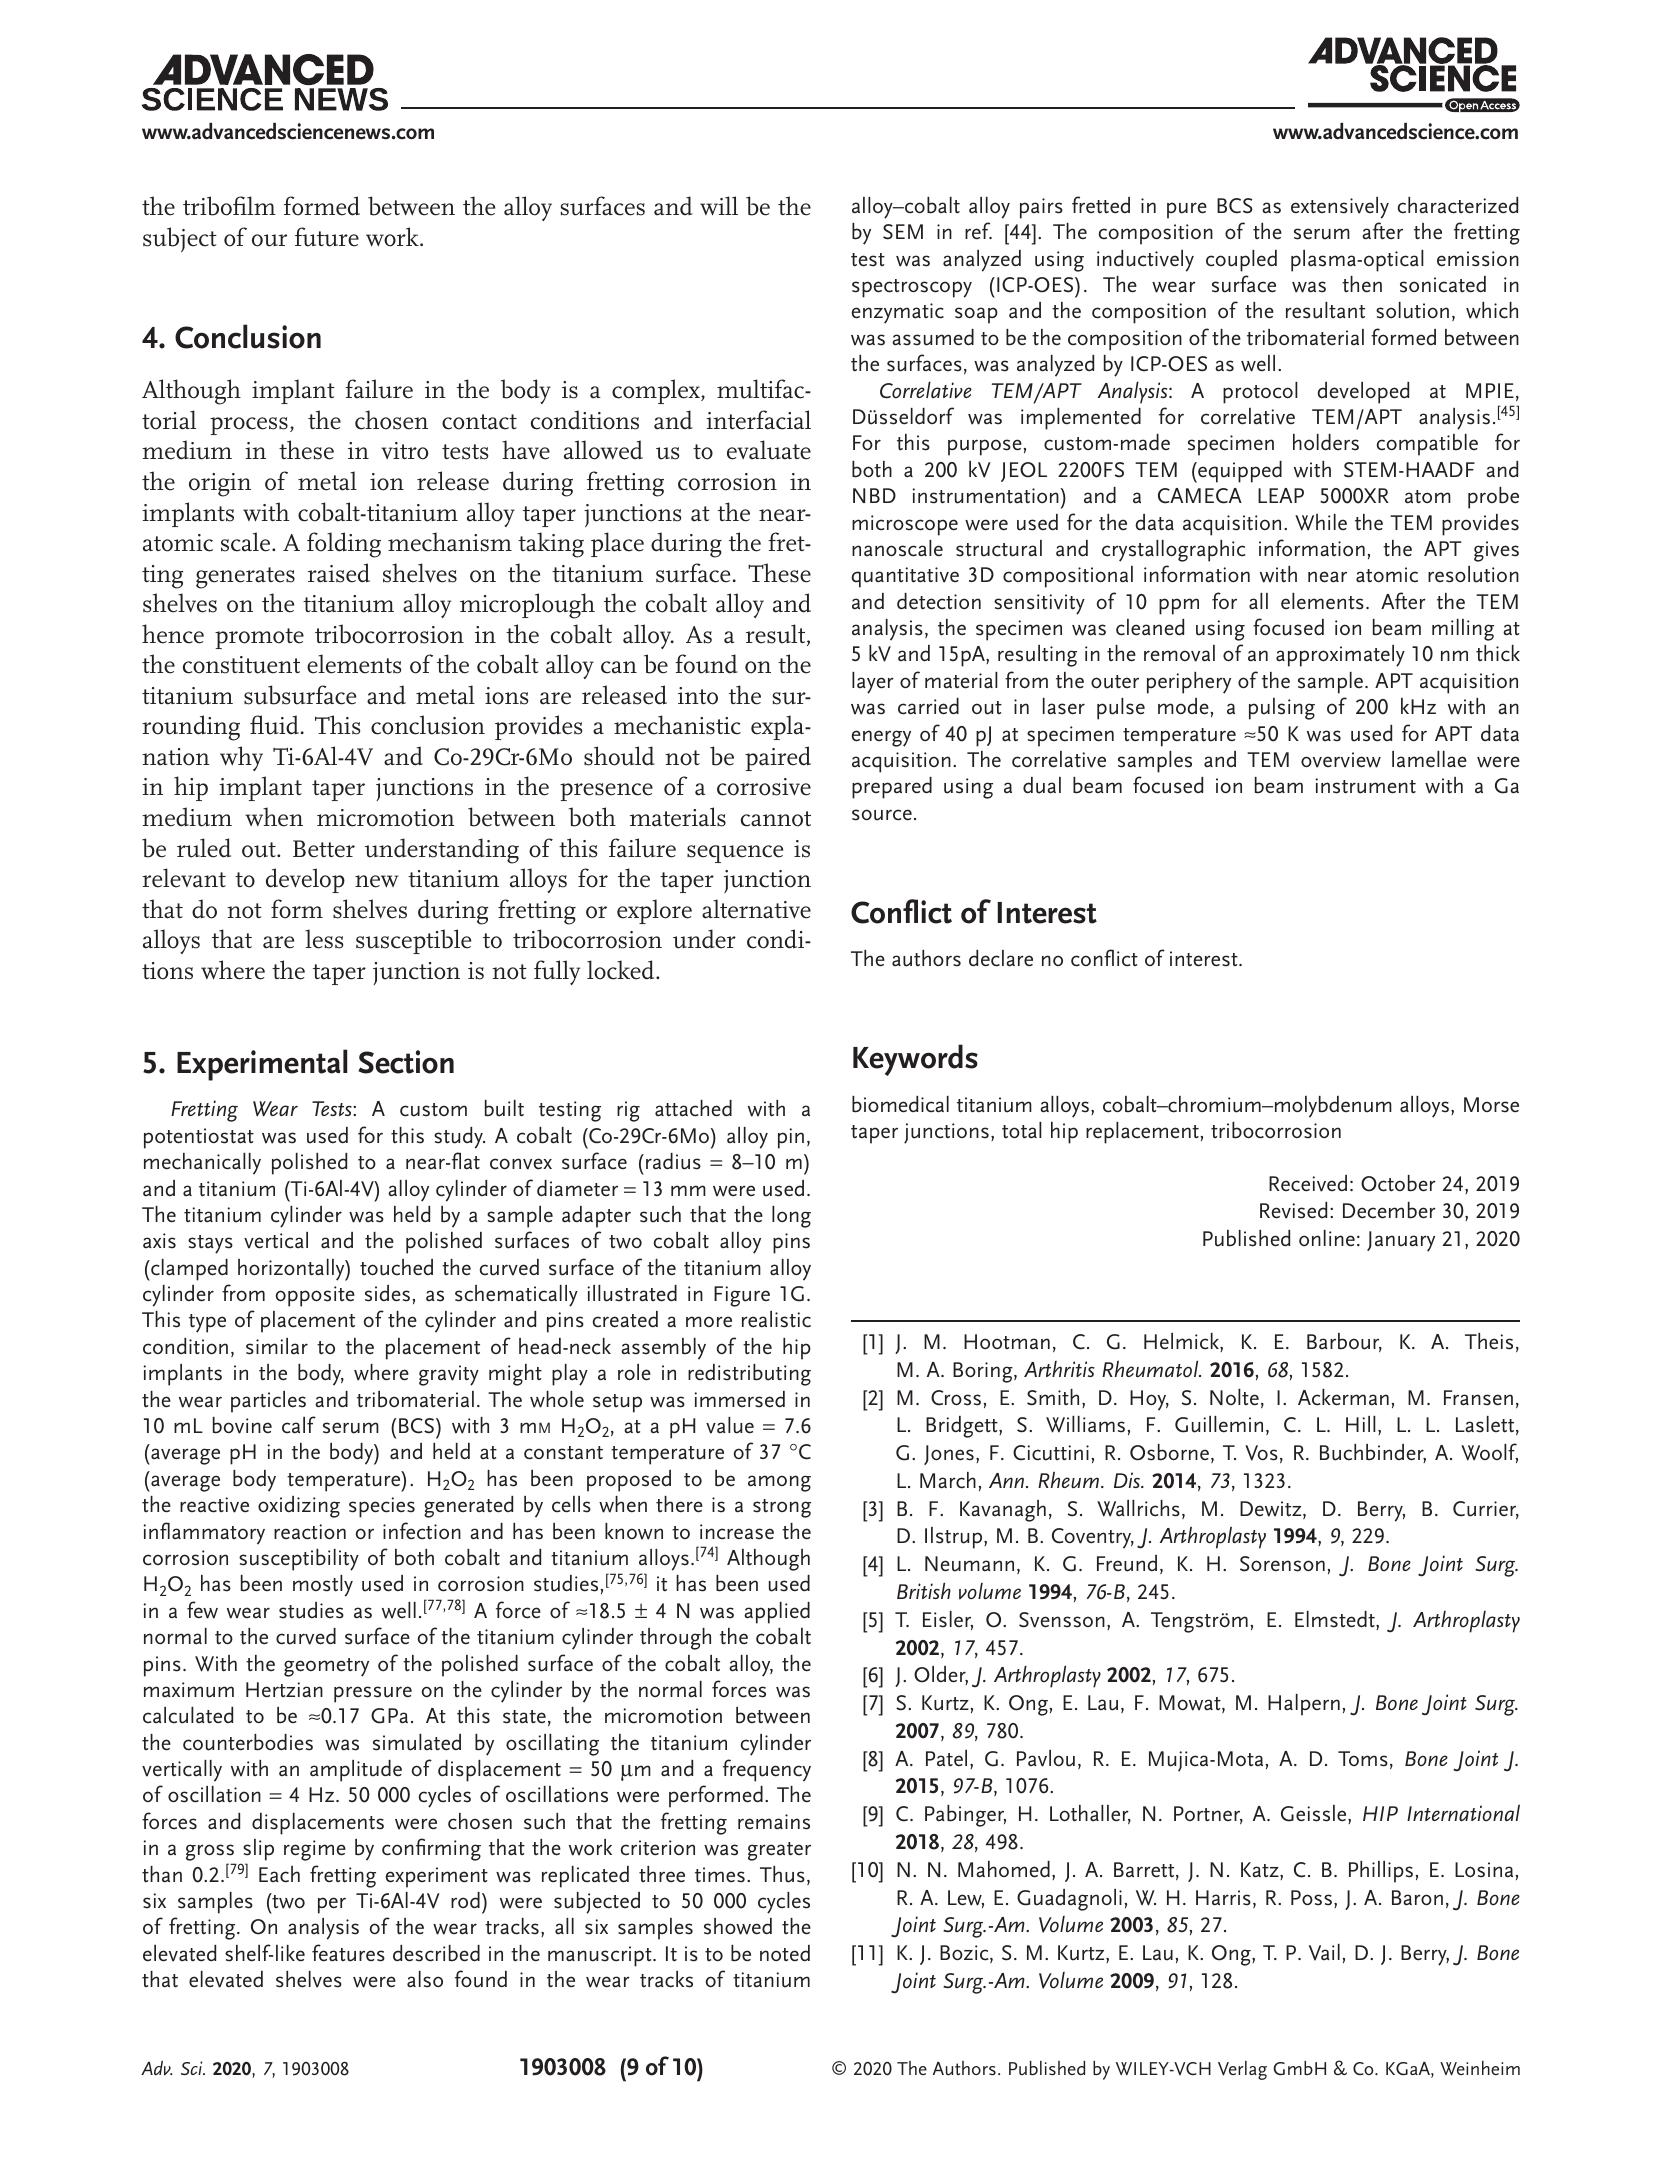 ADVANCED
SCIENCE NEWS
www.advancedsciencenews.com
ADVANCED
SCIENCE
Open Access
www.advancedscience.com
the tribofilm formed between the alloy surfaces and will be the
subject of our future work.
4. Conclusion
Although implant failure in the body is a complex, multifac-
torial process, the chosen contact conditions and interfacial
medium in these in vitro tests have allowed us to evaluate
the origin of metal ion release during fretting corrosion in
implants with cobalt-titanium alloy taper junctions at the near-
atomic scale. A folding mechanism taking place during the fret-
ting generates raised shelves on the titanium surface. These
shelves on the titanium alloy microplough the cobalt alloy and
hence promote tribocorrosion in the cobalt alloy. As a result,
the constituent elements of the cobalt alloy can be found on the
titanium subsurface and metal ions are released into the sur-
rounding fluid. This conclusion provides a mechanistic expla-
nation why Ti-6Al-4V and Co-29Cr-6Mo should not be paired
in hip implant taper junctions in the presence of a corrosive
medium when micromotion between both materials cannot
be ruled out. Better understanding of this failure sequence is
relevant to develop new titanium alloys for the taper junction
that do not form shelves during fretting or explore alternative
alloys that are less susceptible to tribocorrosion under condi-
tions where the taper junction is not fully locked.
5. Experimental Section
Fretting Wear Tests: A custom built testing rig attached with a
potentiostat was used for this study. A cobalt (Co-29Cr-6Mo) alloy pin,
mechanically polished to a near-flat convex surface (radius = 8–10 m)
and a titanium (Ti-6Al-4V) alloy cylinder of diameter = 13 mm were used.
The titanium cylinder was held by a sample adapter such that the long
axis stays vertical and the polished surfaces of two cobalt alloy pins
(clamped horizontally) touched the curved surface of the titanium alloy
cylinder from opposite sides, as schematically illustrated in Figure 1G.
This type of placement of the cylinder and pins created a more realistic
condition, similar to the placement of head-neck assembly of the hip
implants in the body, where gravity might play a role in redistributing
the wear particles and tribomaterial. The whole setup was immersed in
10 mL bovine calf serum (BCS) with 3 mM H₂O₂, at a pH value = 7.6
(average pH in the body) and held at a constant temperature of 37 °C
(average body temperature). H₂O₂ has been proposed to be among
the reactive oxidizing species generated by cells when there is a strong
inflammatory reaction or infection and has been known to increase the
corrosion susceptibility of both cobalt and titanium alloys.[74] Although
H₂O₂ has been mostly used in corrosion studies,[75,76] it has been used
in a few wear studies as well.[77,78] A force of ≈18.5 ± 4 N was applied
normal to the curved surface of the titanium cylinder through the cobalt
pins. With the geometry of the polished surface of the cobalt alloy, the
maximum Hertzian pressure on the cylinder by the normal forces was
calculated to be ≈0.17 GPa. At this state, the micromotion between
the counterbodies was simulated by oscillating the titanium cylinder
vertically with an amplitude of displacement = 50 µm and a frequency
of oscillation = 4 Hz. 50 000 cycles of oscillations were performed. The
forces and displacements were chosen such that the fretting remains
in a gross slip regime by confirming that the work criterion was greater
than 0.2.[79] Each fretting experiment was replicated three times. Thus,
six samples (two per Ti-6Al-4V rod) were subjected to 50 000 cycles
of fretting. On analysis of the wear tracks, all six samples showed the
elevated shelf-like features described in the manuscript. It is to be noted
that elevated shelves were also found in the wear tracks of titanium
alloy–cobalt alloy pairs fretted in pure BCS as extensively characterized
by SEM in ref. [44]. The composition of the serum after the fretting
test was analyzed using inductively coupled plasma-optical emission
spectroscopy (ICP-OES). The wear surface was then sonicated in
enzymatic soap and the composition of the resultant solution, which
was assumed to be the composition of the tribomaterial formed between
the surfaces, was analyzed by ICP-OES as well.
Correlative TEM/APT Analysis: A protocol developed at MPIE,
Düsseldorf was implemented for correlative TEM/APT analysis.[45]
For this purpose, custom-made specimen holders compatible for
both a 200 kV JEOL 2200FS TEM (equipped with STEM-HAADF and
NBD instrumentation) and a CAMECA LEAP 5000XR atom probe
microscope were used for the data acquisition. While the TEM provides
nanoscale structural and crystallographic information, the APT gives
quantitative 3D compositional information with near atomic resolution
and detection sensitivity of 10 ppm for all elements. After the TEM
analysis, the specimen was cleaned using focused ion beam milling at
5 kV and 15pA, resulting in the removal of an approximately 10 nm thick
layer of material from the outer periphery of the sample. APT acquisition
was carried out in laser pulse mode, a pulsing of 200 kHz with an
energy of 40 pJ at specimen temperature ≈50 K was used for APT data
acquisition. The correlative samples and TEM overview lamellae were
prepared using a dual beam focused ion beam instrument with a Ga
source.
Conflict of Interest
The authors declare no conflict of interest.
Keywords
biomedical titanium alloys, cobalt–chromium–molybdenum alloys, Morse
taper junctions, total hip replacement, tribocorrosion
Received: October 24, 2019
Revised: December 30, 2019
Published online: January 21, 2020
[1] J. M. Hootman, C. G. Helmick, K. E. Barbour, K. A. Theis,
M. A. Boring, Arthritis Rheumatol. 2016, 68, 1582.
[2] M. Cross, E. Smith, D. Hoy, S. Nolte, I. Ackerman, M. Fransen,
L. Bridgett, S. Williams, F. Guillemin, C. L. Hill, L. L. Laslett,
G. Jones, F. Cicuttini, R. Osborne, T. Vos, R. Buchbinder, A. Woolf,
L. March, Ann. Rheum. Dis. 2014, 73, 1323.
[3] B. F. Kavanagh, S. Wallrichs, M. Dewitz, D. Berry, B. Currier,
D. Ilstrup, M. B. Coventry, J. Arthroplasty 1994, 9, 229.
[4] L. Neumann, K. G. Freund, K. H. Sorenson, J. Bone Joint Surg.
British volume 1994, 76-B, 245.
[5] T. Eisler, O. Svensson, A. Tengström, E. Elmstedt, J. Arthroplasty
2002, 17, 457.
[6] J. Older, J. Arthroplasty 2002, 17, 675.
[7] S. Kurtz, K. Ong, E. Lau, F. Mowat, M. Halpern, J. Bone Joint Surg.
2007, 89, 780.
[8] A. Patel, G. Pavlou, R. E. Mujica-Mota, A. D. Toms, Bone Joint J.
2015, 97-B, 1076.
[9] C. Pabinger, H. Lothaller, N. Portner, A. Geissle, HIP International
2018, 28, 498.
[10] N. N. Mahomed, J. A. Barrett, J. N. Katz, C. B. Phillips, E. Losina,
R. A. Lew, E. Guadagnoli, W. H. Harris, R. Poss, J. A. Baron, J. Bone
Joint Surg.-Am. Volume 2003, 85, 27.
[11] K. J. Bozic, S. M. Kurtz, E. Lau, K. Ong, T. P. Vail, D. J. Berry, J. Bone
Joint Surg.-Am. Volume 2009, 91, 128.
Adv. Sci. 2020, 7, 1903008
1903008 (9 of 10)
© 2020 The Authors. Published by WILEY-VCH Verlag GmbH & Co. KGaA, Weinheim